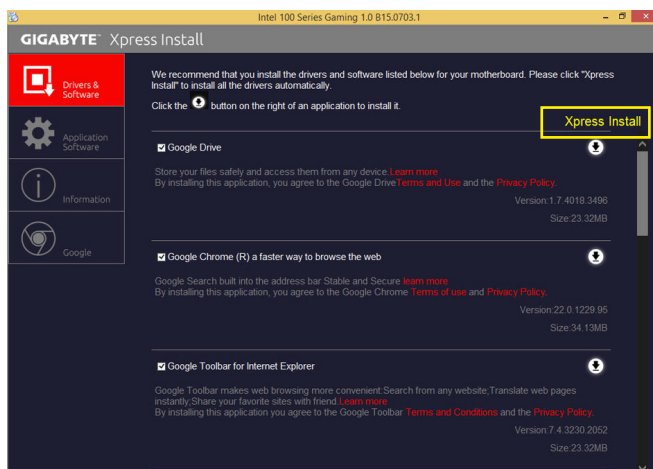 Intel 100 Series Gaming 1.0 B15.0703.1
GIGABYTE™ Xpress Install
Drivers & Software
Application Software
Information
Google
We recommend that you install the drivers and software listed below for your motherboard. Please click "Xpress
Install" to install all the drivers automatically.
Click the button on the right of an application to install it.
Xpress Install
Google Drive
Store your files safely and access them from any device.Learn more
By installing this application, you agree to the Google DriveTerms and Use and the Privacy Policy.
Version:1.7.4018.3496
Size:23.32MB
Google Chrome (R) a faster way to browse the web
Google Search built into the address bar Stable and Secure learn more
By installing this application, you agree to the Google Chrome Terms of use and Privacy Policy.
Version:22.0.1229.95
Size:34.13MB
Google Toolbar for Internet Explorer
Google Toolbar makes web browsing more convenient:Search from any website;Translate web pages
instantly;Share your favorite sites with friend.Learn more
By installing this application you agree to the Google Toolbar Terms and Conditions and the Privacy Policy.
Version:7.4.3230.2052
Size:23.32MB